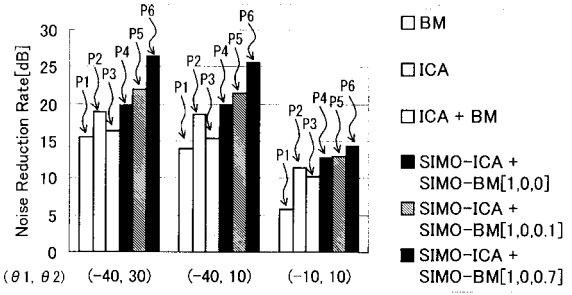 Noise Reduction Rate[dB]
30
25
20
15
10
5
0
P1
P2
P3
P4
P5
P6
P1
P2
P3
P4
P5
P6
P1
P2
P3
P4
P5
P6
(θ1, θ2)
(-40, 30)
(-40, 10)
(-10, 10)
BM
ICA
ICA + BM
SIMO-ICA +
SIMO-BM[1,0,0]
SIMO-ICA +
SIMO-BM[1,0,0.1]
SIMO-ICA +
SIMO-BM[1,0,0.7]